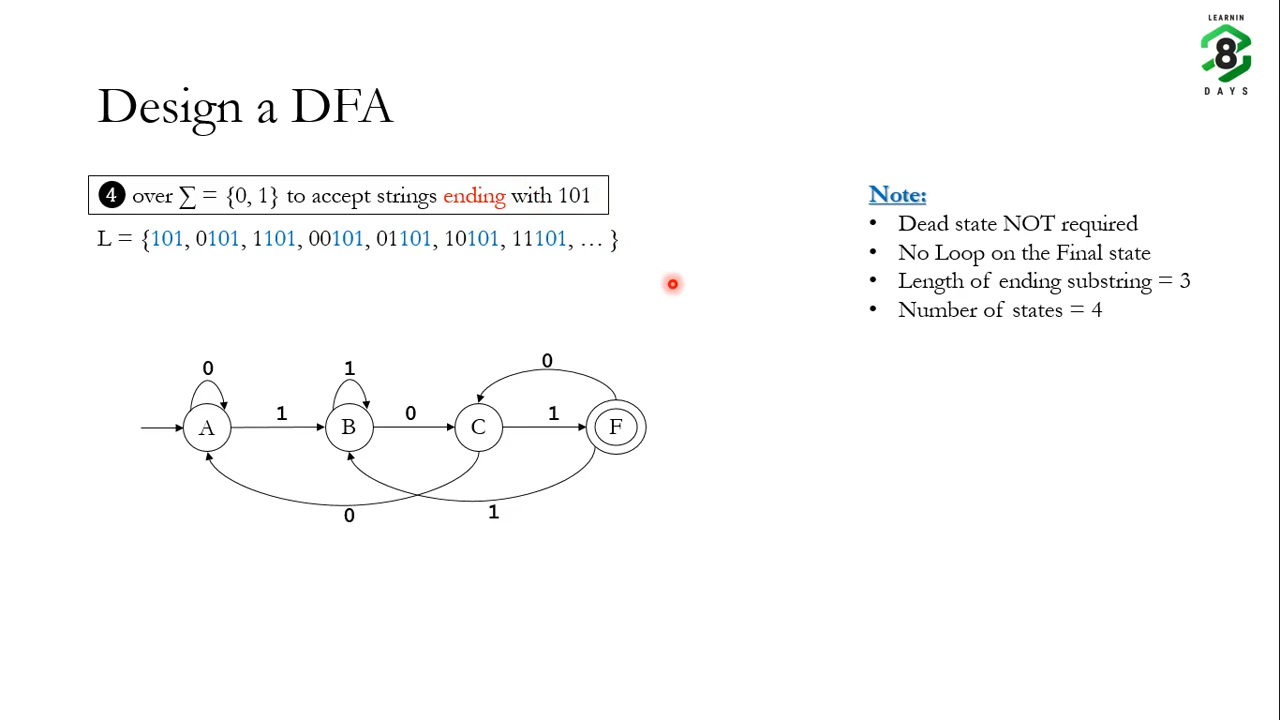 LEARNIN
8
DAYS
Design a DFA
4 over ∑ = {0, 1} to accept strings ending with 101
L = {101, 0101, 1101, 00101, 01101, 10101, 11101, … }
Note:
• Dead state NOT required
• No Loop on the Final state
• Length of ending substring = 3
• Number of states = 4
0 1 0
1 0 1
A B C F
0 1